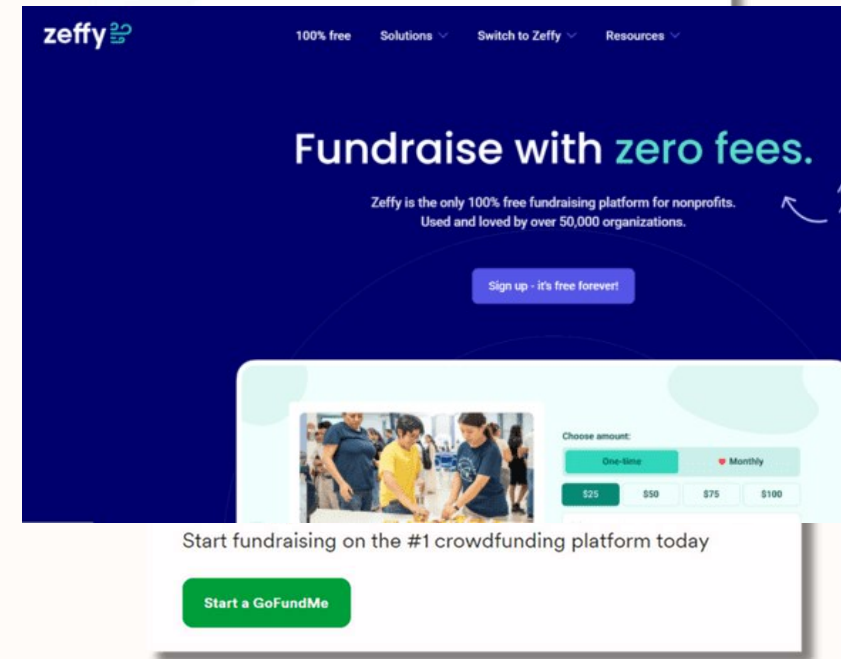 zeffy
100% free Solutions Switch to Zeffy Resources
Fundraise with zero fees.
Zeffy is the only 100% free fundraising platform for nonprofits.
Used and loved by over 50,000 organizations.
Sign up - it's free forever!
Choose amount:
One-time Monthly
$25 $50 $75 $100
Start fundraising on the #1 crowdfunding platform today
Start a GoFundMe